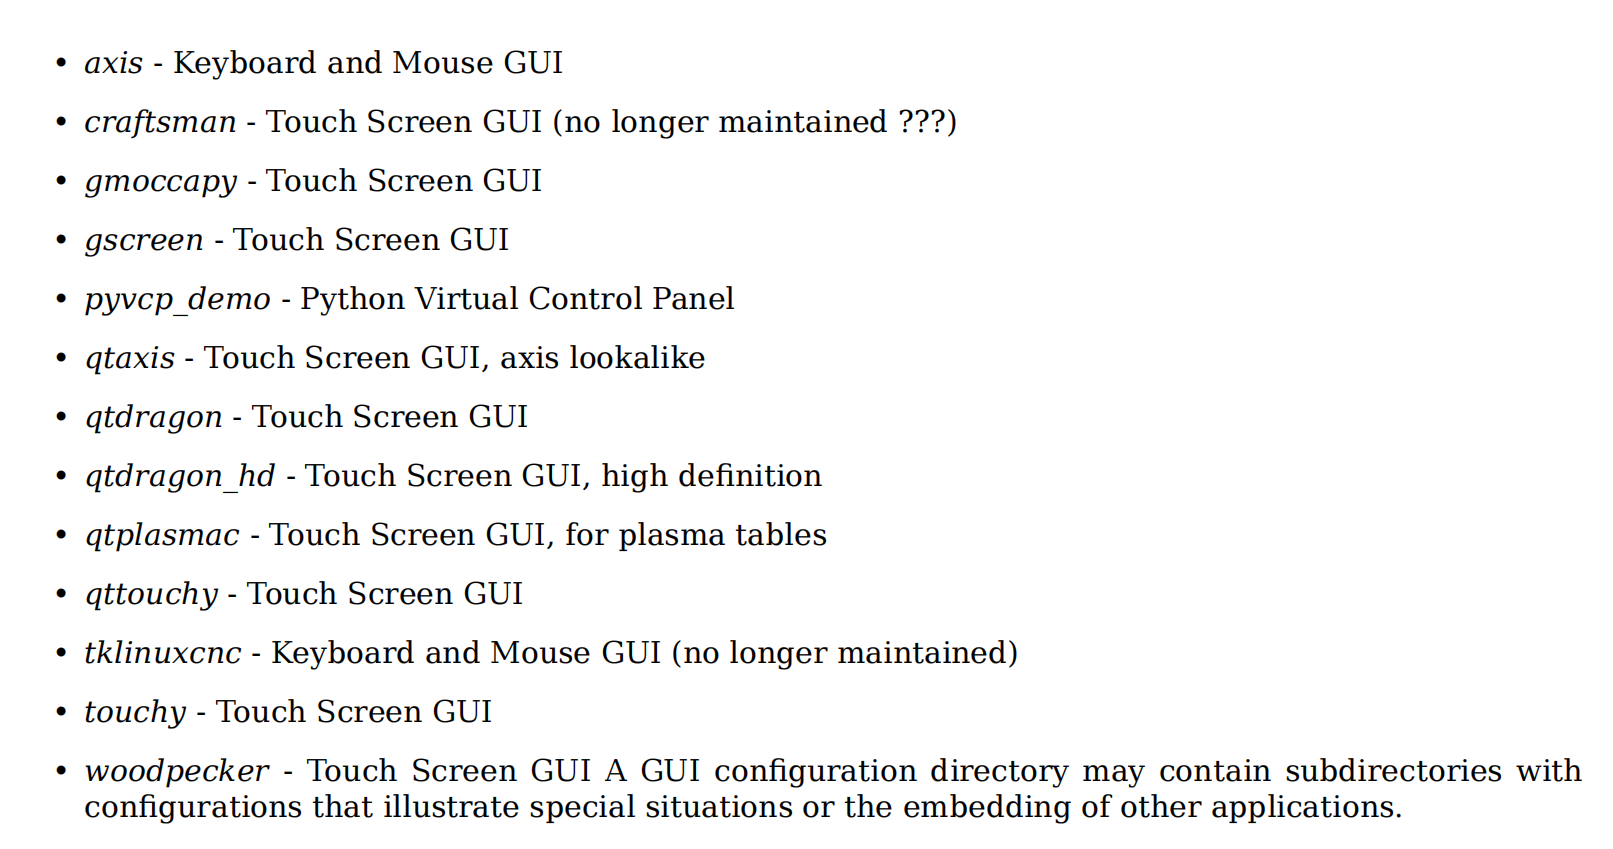 • axis - Keyboard and Mouse GUI
• craftsman - Touch Screen GUI (no longer maintained ???)
• gmoccapy - Touch Screen GUI
• gscreen - Touch Screen GUI
• pyvcp_demo - Python Virtual Control Panel
• qtaxis - Touch Screen GUI, axis lookalike
• qtdragon - Touch Screen GUI
• qtdragon_hd - Touch Screen GUI, high definition
• qtplasmac - Touch Screen GUI, for plasma tables
• qttouchy - Touch Screen GUI
• tklinuxcnc - Keyboard and Mouse GUI (no longer maintained)
• touchy - Touch Screen GUI
• woodpecker - Touch Screen GUI A GUI configuration directory may contain subdirectories with
configurations that illustrate special situations or the embedding of other applications.